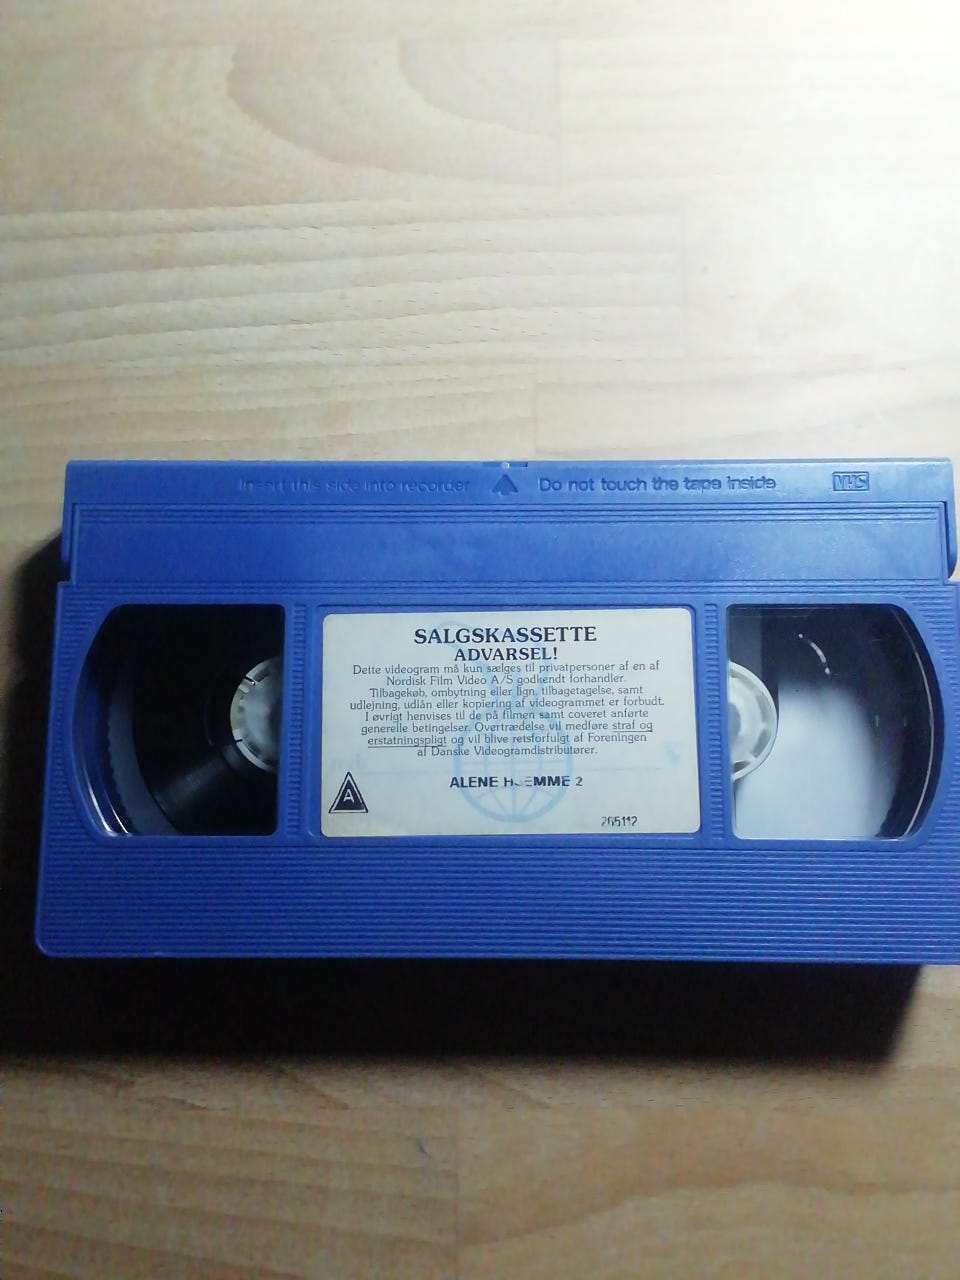 Insert this side into recorder Do not touch the tape inside VHS
SALGSKASSETTE
ADVARSEL!
Dette videogram må kun sælges til privatpersoner af en af
Nordisk Film Video A/S godkendt forhandler.
Tilbagekøb, ombytning eller lign. tilbagetagelse, samt
udlejning, udlån eller kopiering af videogrammet er forbudt.
I øvrigt henvises til de på filmen samt coveret anførte
generelle betingelser. Overtrædelse vil medføre straf og
erstatningspligt og vil blive retsforfulgt af Foreningen
af Danske Videogramdistributører.
ALENE HJEMME 2
A
265112